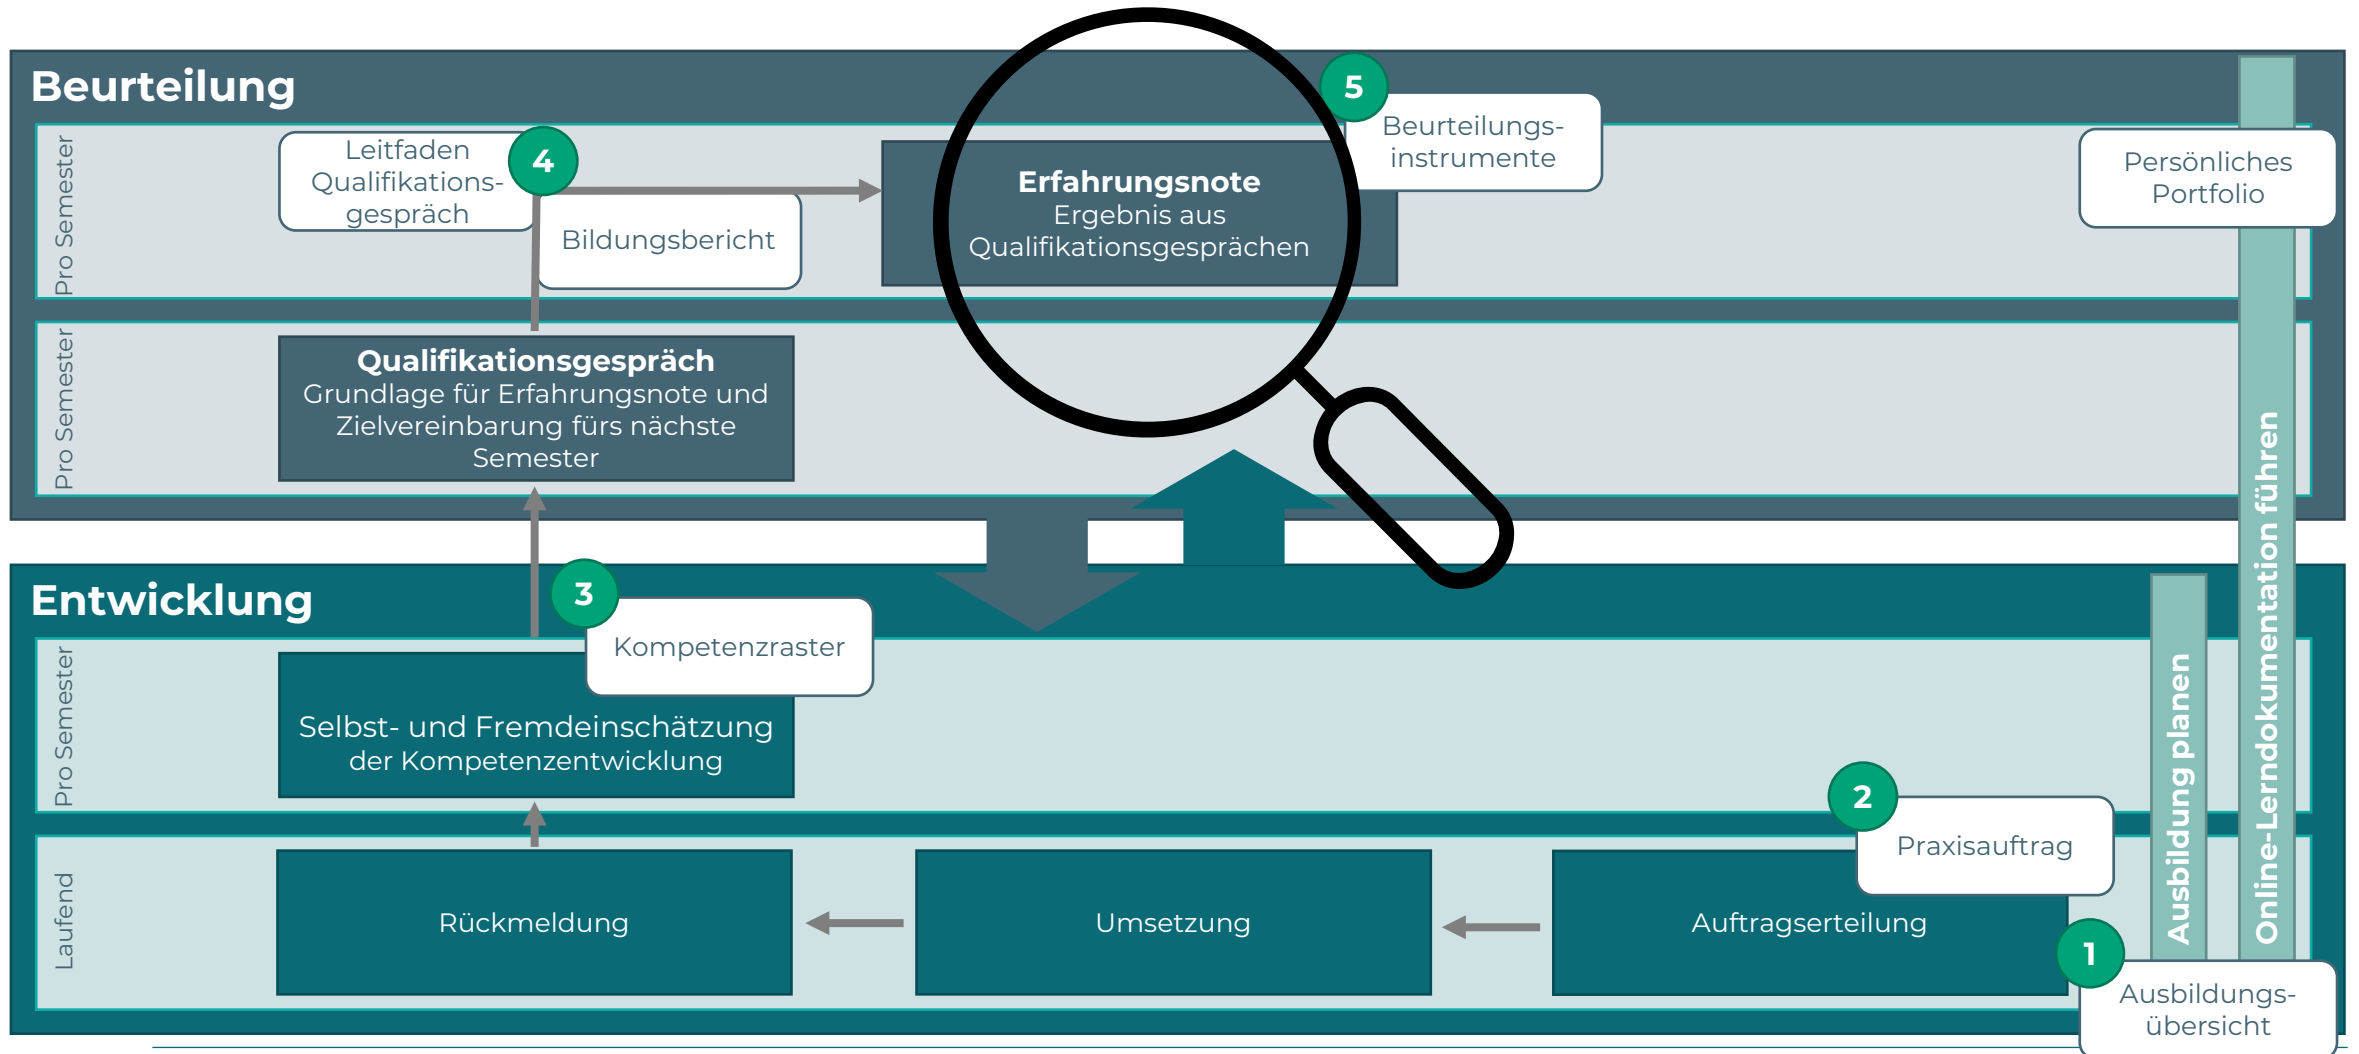 Beurteilung
Pro Semester
Leitfaden
Qualifikations-
gespräch
4
Bildungsbericht
Erfahrungsnote
Ergebnis aus
Qualifikationsgesprächen
5
Beurteilungs-
instrumente
Persönliches
Portfolio
Pro Semester
Qualifikationsgespräch
Grundlage für Erfahrungsnote und
Zielvereinbarung fürs nächste
Semester
Entwicklung
Pro Semester
3
Kompetenzraster
Selbst- und Fremdeinschätzung
der Kompetenzentwicklung
Laufend
Rückmeldung
Umsetzung
Auftragserteilung
2
Praxisauftrag
1
Ausbildungs-
übersicht
Ausbildung planen
Online-Lerndokumentation führen